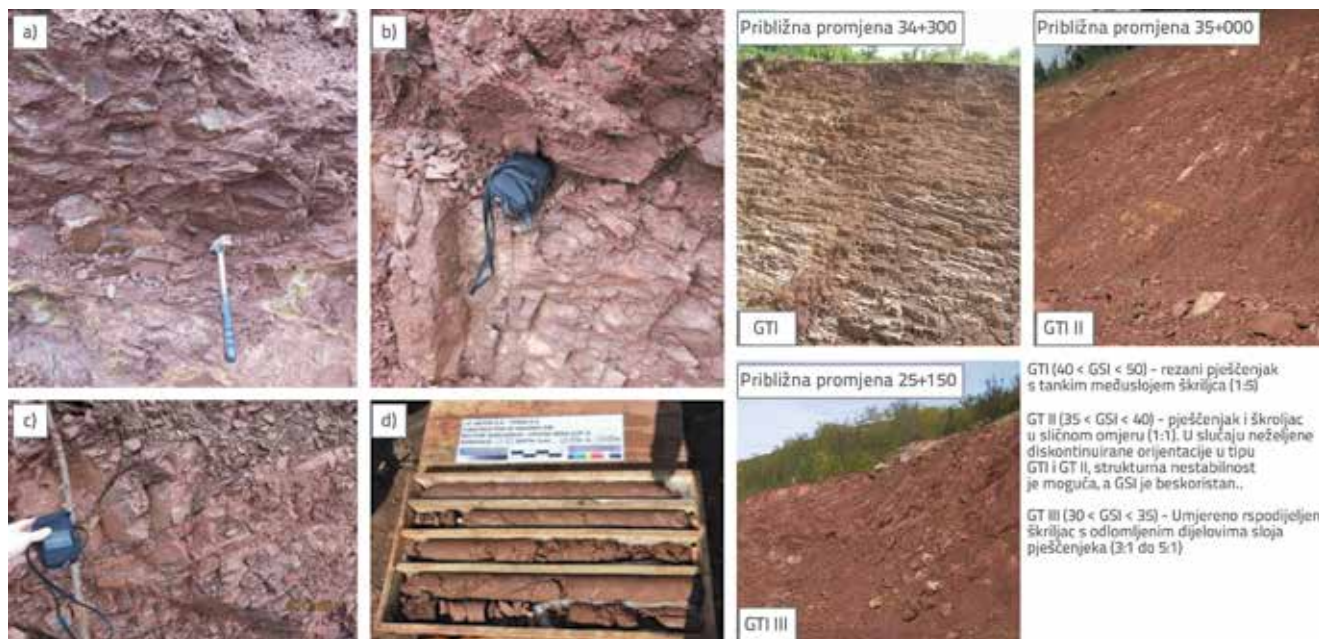 a)
b)
c)
d)
Približna promjena 34+300
GTI
Približna promjena 35+000
GTI II
Približna promjena 25+150
GTI III
GTI (40 < GSI < 50) - rezani pješčenjak
s tankim međuslojem škriljca (1:5)
GT II (35 < GSI < 40) - pješčenjak i škroljac
u sličnom omjeru (1:1). U slučaju neželjene
diskontinuirane orijentacije u tipu
GTI i GT II, strukturna nestabilnost
je moguća, a GSI je beskoristan..
GT III (30 < GSI < 35) - Umjereno rspodijeljen
škriljac s odlomljenim dijelovima sloja
pješčenjeka (3:1 do 5:1)